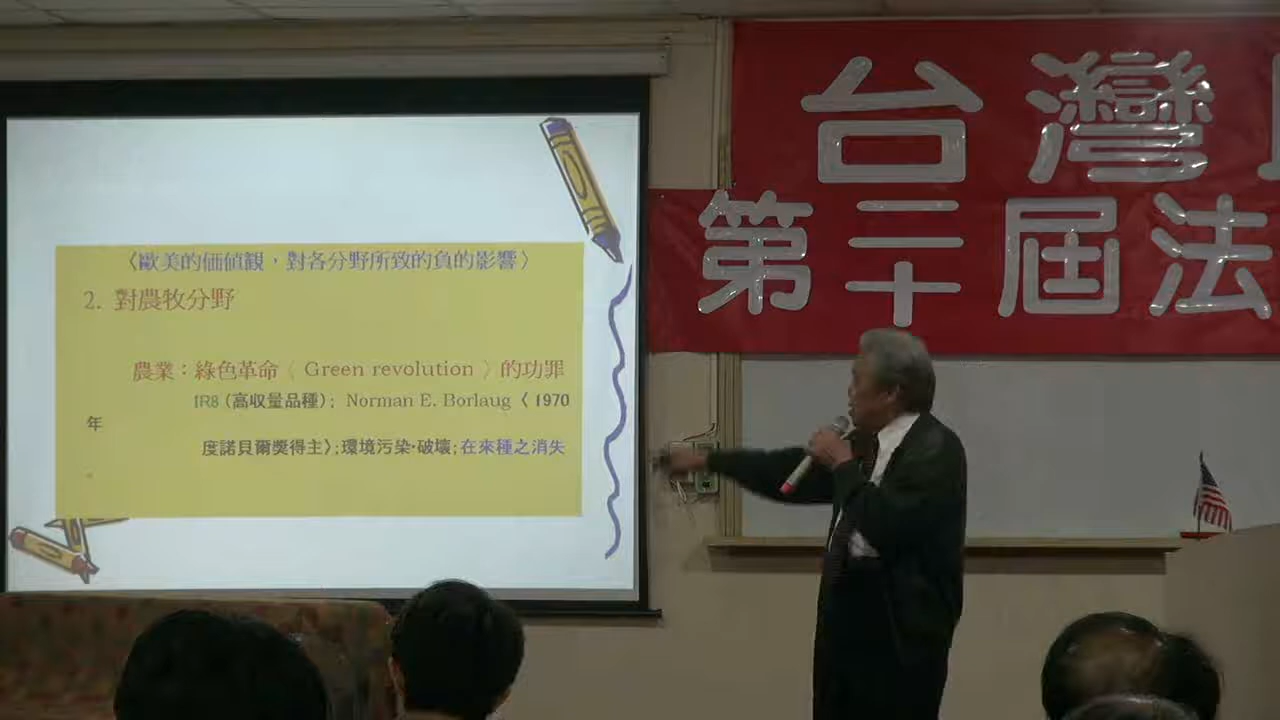 〈歐美的価値観，對各分野所致的負的影響〉
2. 對農牧分野
農業：綠色革命〈 Green revolution 〉的功罪
IR8 (高収量品種)；Norman E. Borlaug〈 1970
年
度諾貝爾獎得主〉；環境污染·破壞；在來種之消失
台灣
第二十屆法